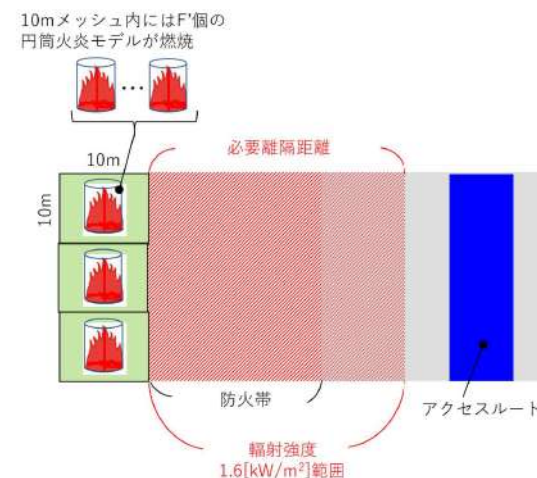 10mメッシュ内にはF'個の
円筒火炎モデルが燃焼
…
10m
10m
必要離隔距離
防火帯
アクセスルート
輻射強度
1.6[kW/m²]範囲